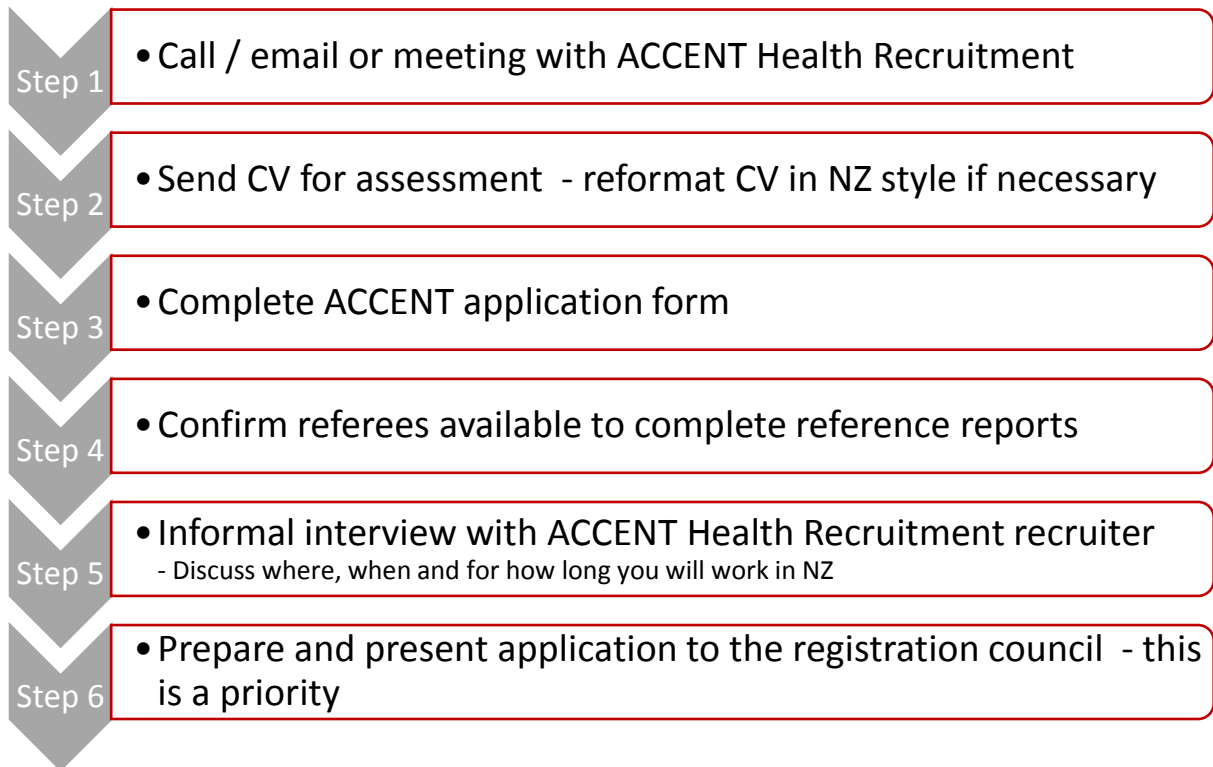 Step 1
• Call / email or meeting with ACCENT Health Recruitment
Step 2
• Send CV for assessment - reformat CV in NZ style if necessary
Step 3
• Complete ACCENT application form
Step 4
• Confirm referees available to complete reference reports
Step 5
• Informal interview with ACCENT Health Recruitment recruiter
- Discuss where, when and for how long you will work in NZ
Step 6
• Prepare and present application to the registration council - this
is a priority